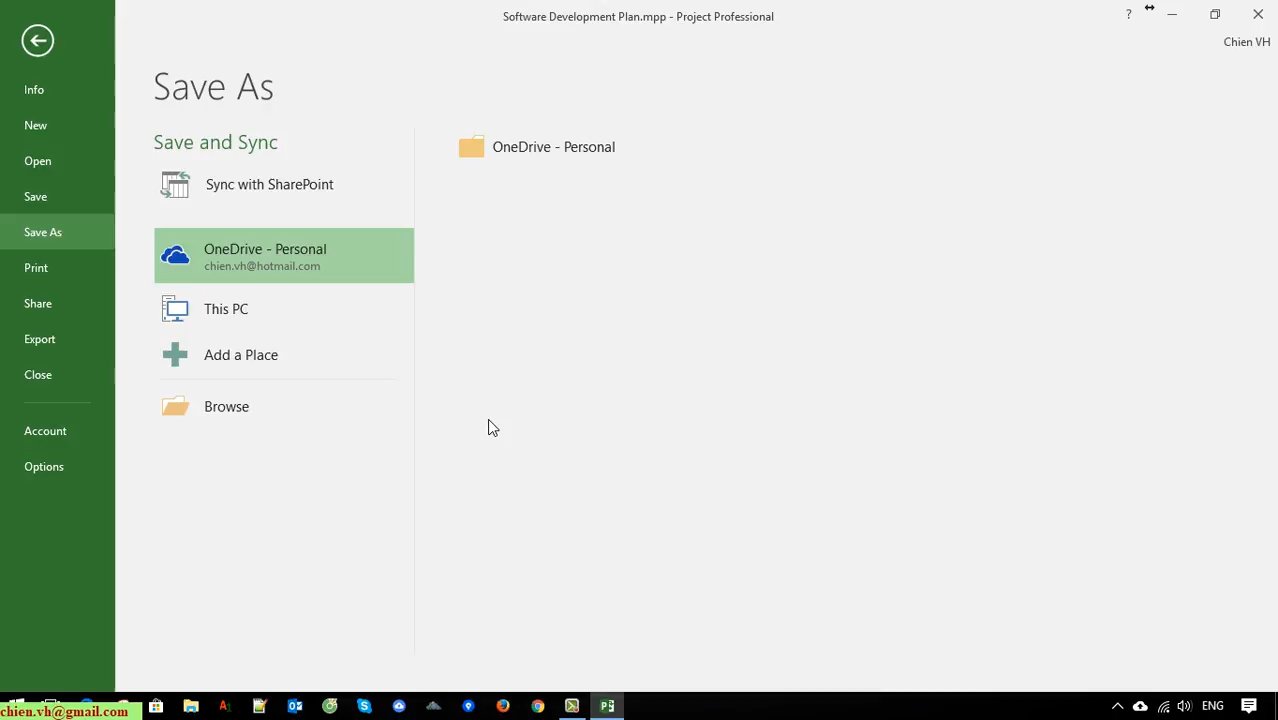 Software Development Plan.mpp - Project Professional
?
Chien VH
Info
New
Open
Save
Save As
Print
Share
Export
Close
Account
Options
Save As
Save and Sync
Sync with SharePoint
OneDrive - Personal
chien.vh@hotmail.com
This PC
Add a Place
Browse
OneDrive - Personal
chien.vh@gmail.com
ENG